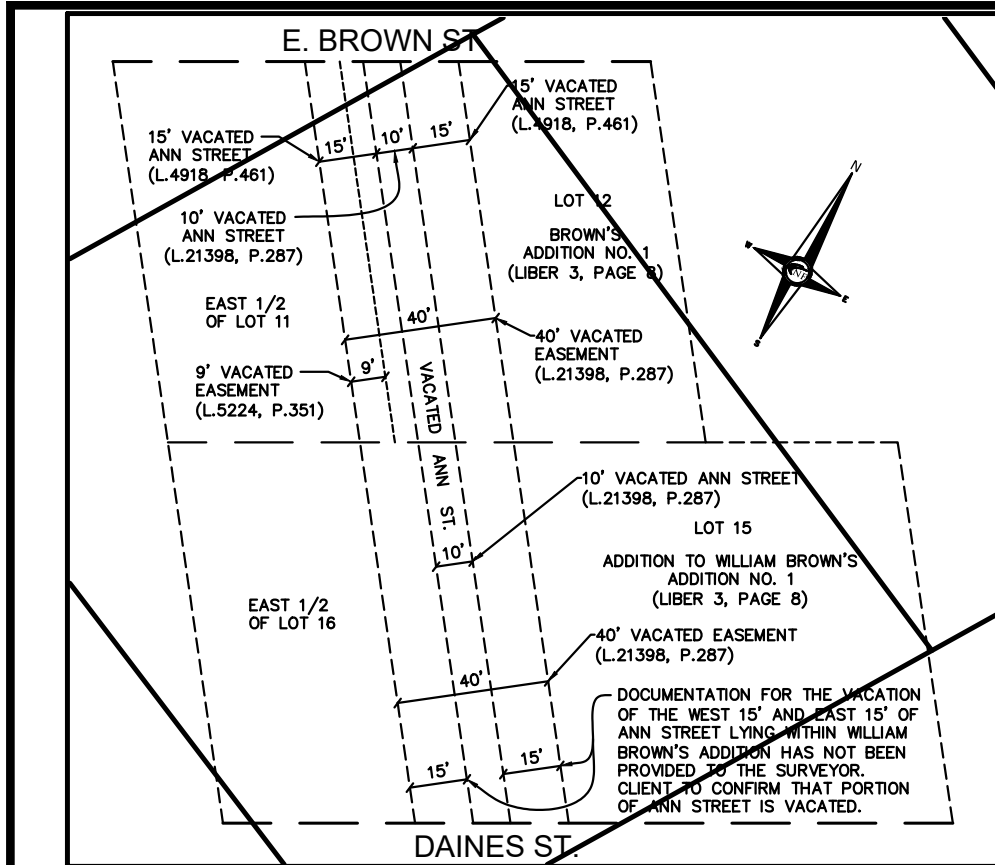 E. BROWN ST.
15' VACATED
ANN STREET
(L.4918, P.461)
15' VACATED
ANN STREET
(L.4918, P.461)
15'
10'
15'
10' VACATED
ANN STREET
(L.21398, P.287)
LOT 12
BROWN'S
ADDITION NO. 1
(LIBER 3, PAGE 8)
N
W
E
S
EAST 1/2
OF LOT 11
40'
40' VACATED
EASEMENT
(L.21398, P.287)
9' VACATED
EASEMENT
(L.5224, P.351)
9'
VACATED ANN ST.
10' VACATED ANN STREET
(L.21398, P.287)
LOT 15
10'
ADDITION TO WILLIAM BROWN'S
ADDITION NO. 1
(LIBER 3, PAGE 8)
EAST 1/2
OF LOT 16
40' VACATED EASEMENT
(L.21398, P.287)
40'
DOCUMENTATION FOR THE VACATION
OF THE WEST 15' AND EAST 15' OF
ANN STREET LYING WITHIN WILLIAM
BROWN'S ADDITION HAS NOT BEEN
PROVIDED TO THE SURVEYOR.
CLIENT TO CONFIRM THAT PORTION
OF ANN STREET IS VACATED.
15'
15'
DAINES ST.